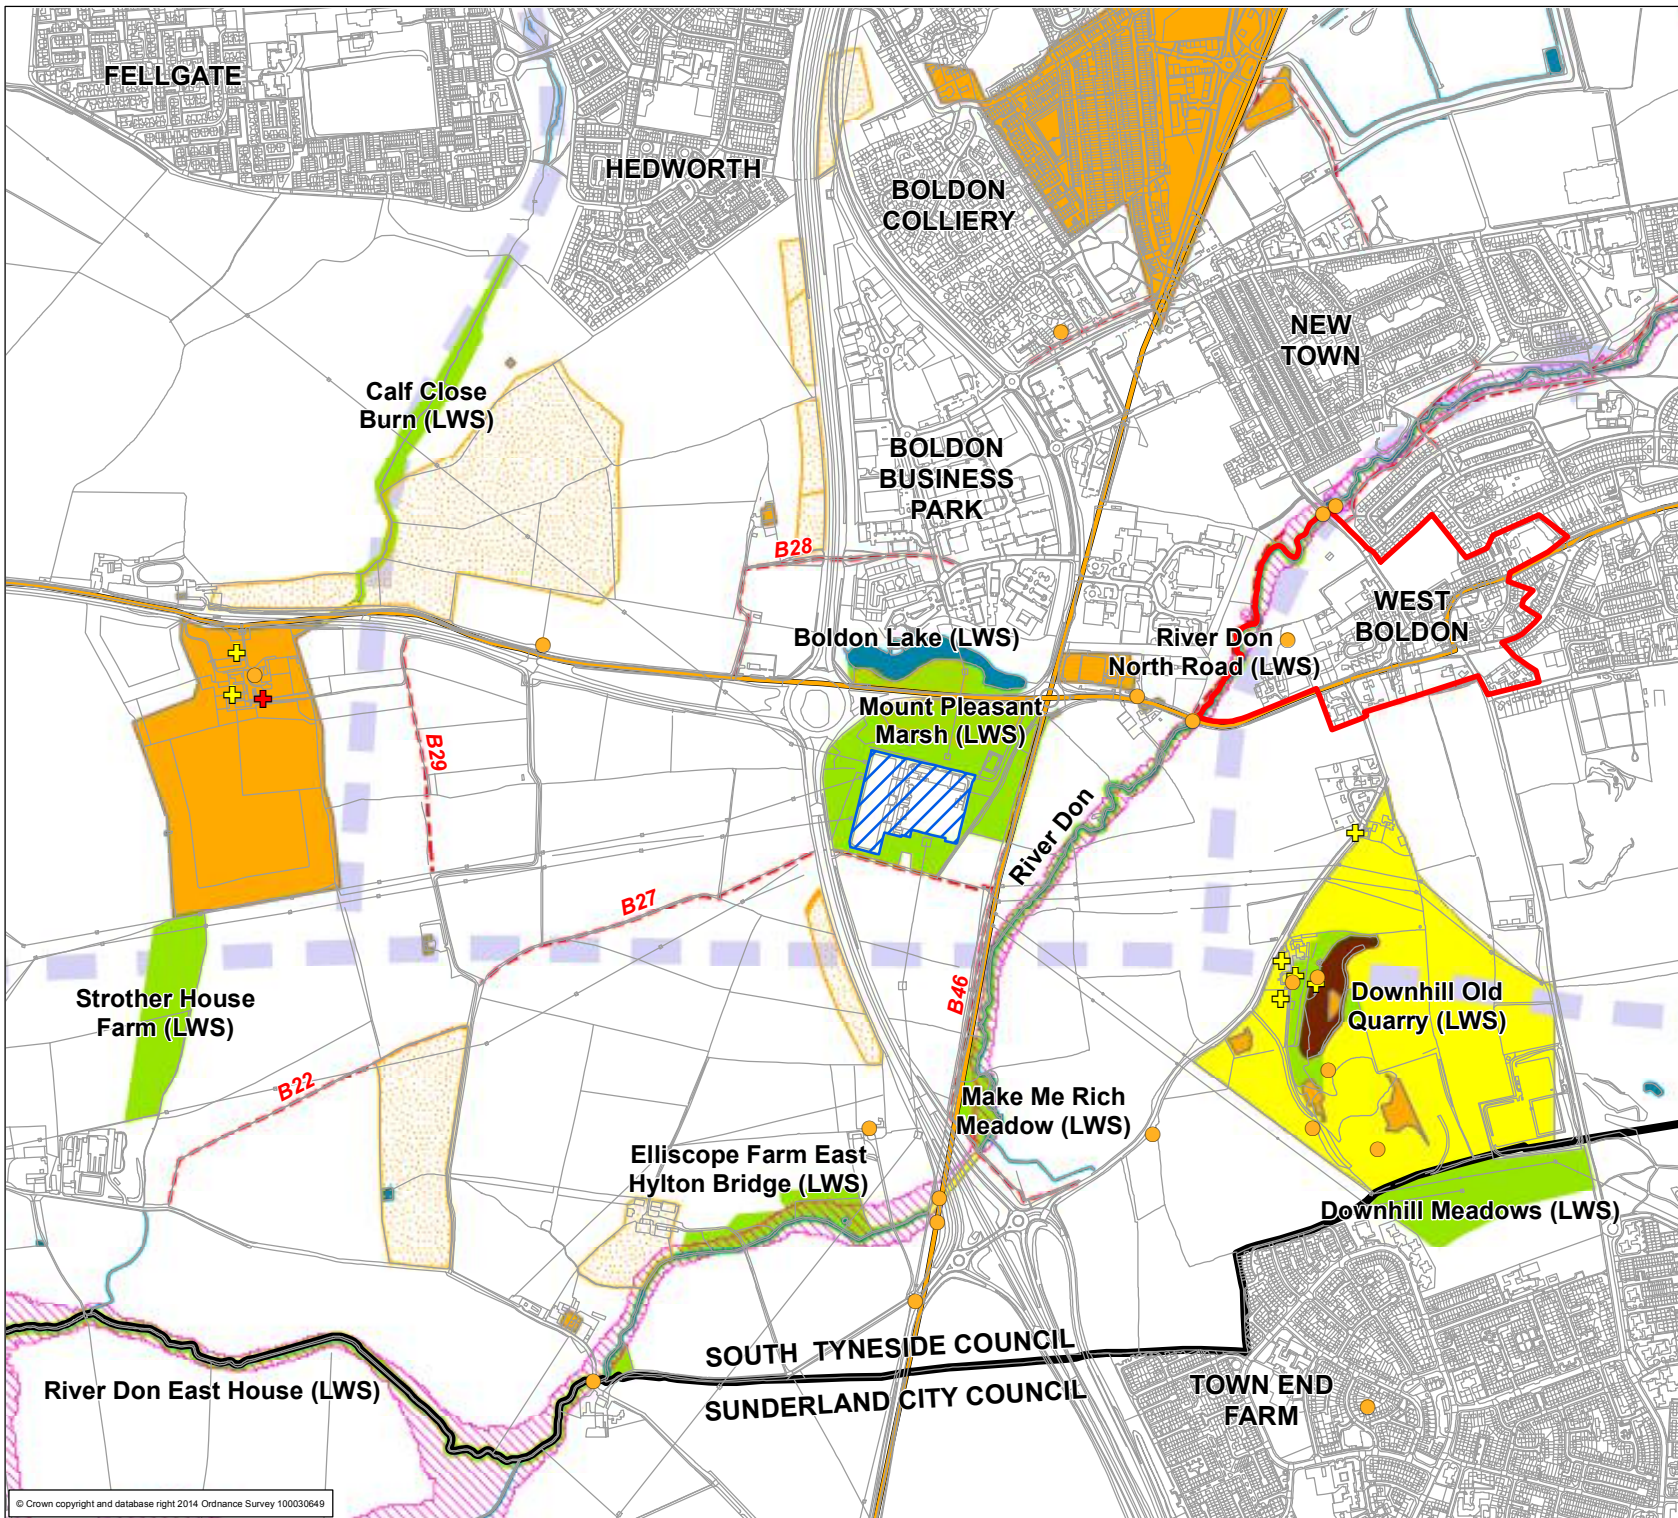 FELLGATE
HEDWORTH
BOLDON
COLLIERY
NEW
TOWN
Calf Close
Burn (LWS)
BOLDON
BUSINESS
PARK
B28
WEST
BOLDON
Boldon Lake (LWS)
River Don
North Road (LWS)
Mount Pleasant
Marsh (LWS)
B29
River Don
B27
B46
Strother House
Farm (LWS)
Downhill Old
Quarry (LWS)
B22
Make Me Rich
Meadow (LWS)
Elliscope Farm East
Hylton Bridge (LWS)
Downhill Meadows (LWS)
SOUTH TYNESIDE COUNCIL
SUNDERLAND CITY COUNCIL
River Don East House (LWS)
TOWN END
FARM
© Crown copyright and database right 2014 Ordnance Survey 100030649